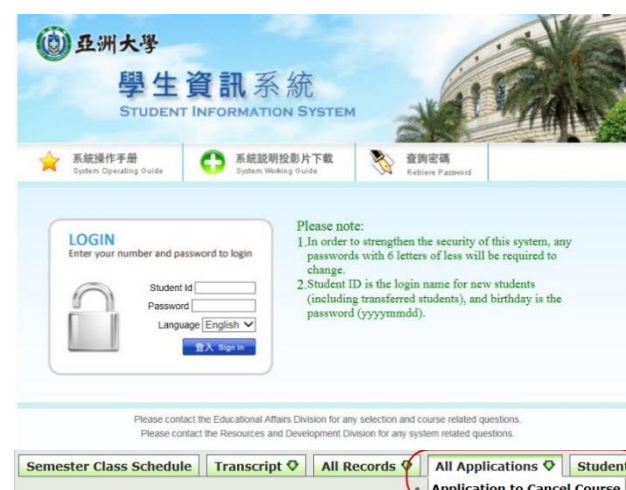 亞洲大學
學生資訊系統
STUDENT INFORMATION SYSTEM
系統操作手册
System Operating Guide
系統說明投影片下載
System Working Guide
查詢密碼
Retriere Password
LOGIN
Enter your number and password to login
Student Id
Password
Language English
登入 Sign in
Please note:
1.In order to strengthen the security of this system, any
passwords with 6 letters of less will be required to
change.
2.Student ID is the login name for new students
(including transferred students), and birthday is the
password (yyyymmdd).
Please contact the Educational Affairs Division for any selection and course related questions.
Please contact the Resources and Development Division for any system related questions.
Semester Class Schedule Transcript All Records All Applications Student
Application to Cancel Course